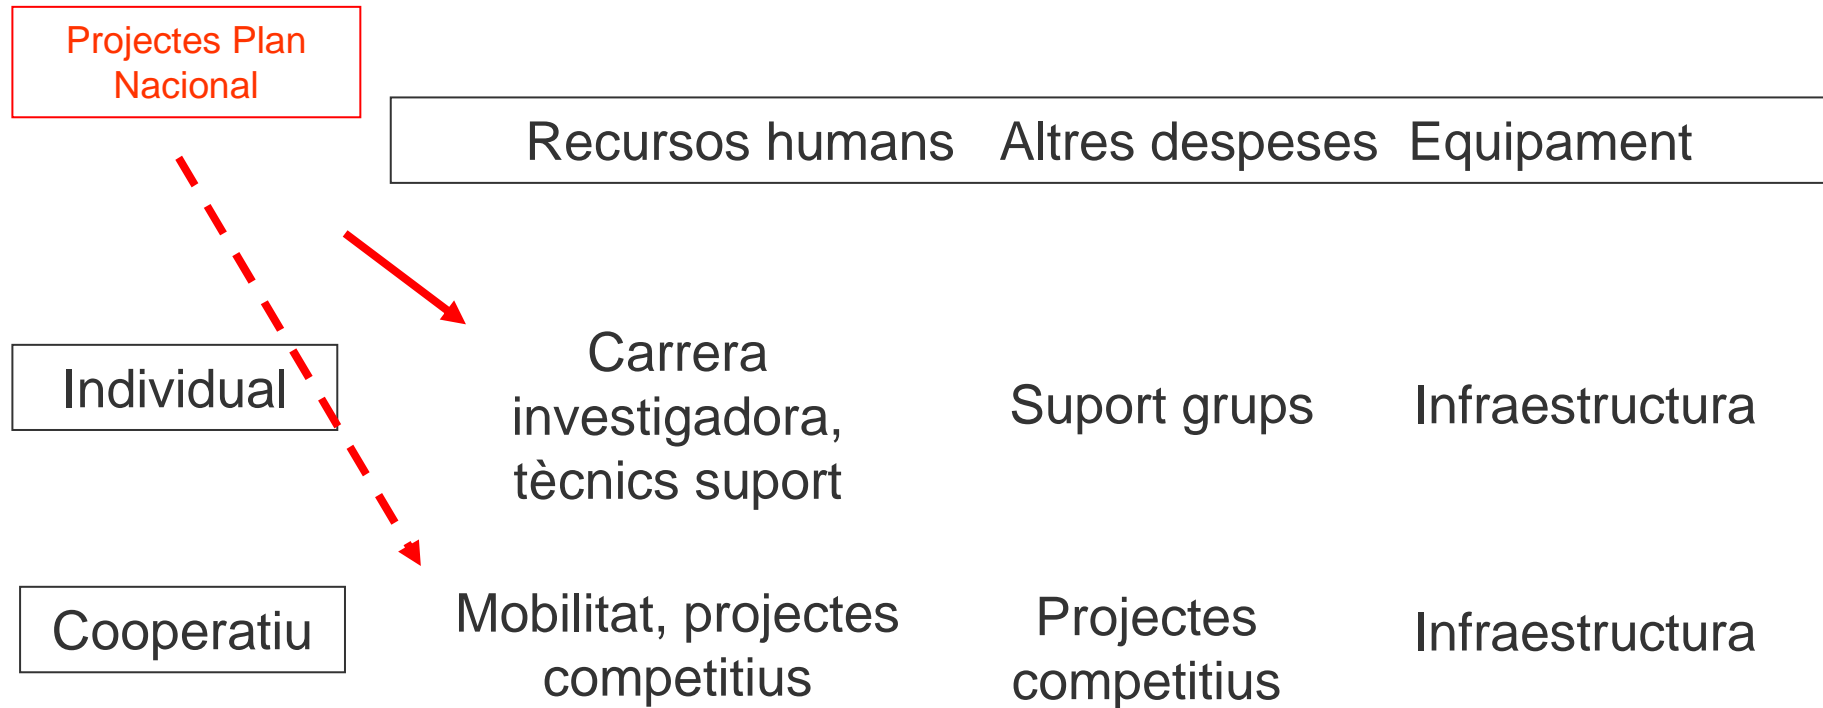 Projectes Plan
Nacional
Recursos humans Altres despeses Equipament
Individual
Carrera
investigadora,
tècnics suport
Suport grups
Infraestructura
Cooperatiu
Mobilitat, projectes
competitius
Projectes
competitius
Infraestructura